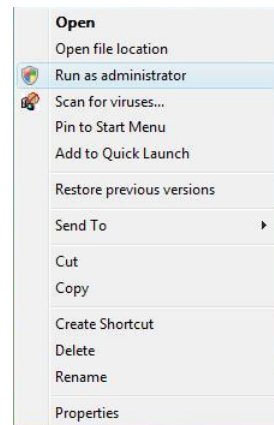 Open
Open file location
Run as administrator
Scan for viruses...
Pin to Start Menu
Add to Quick Launch
Restore previous versions
Send To
Cut
Copy
Create Shortcut
Delete
Rename
Properties